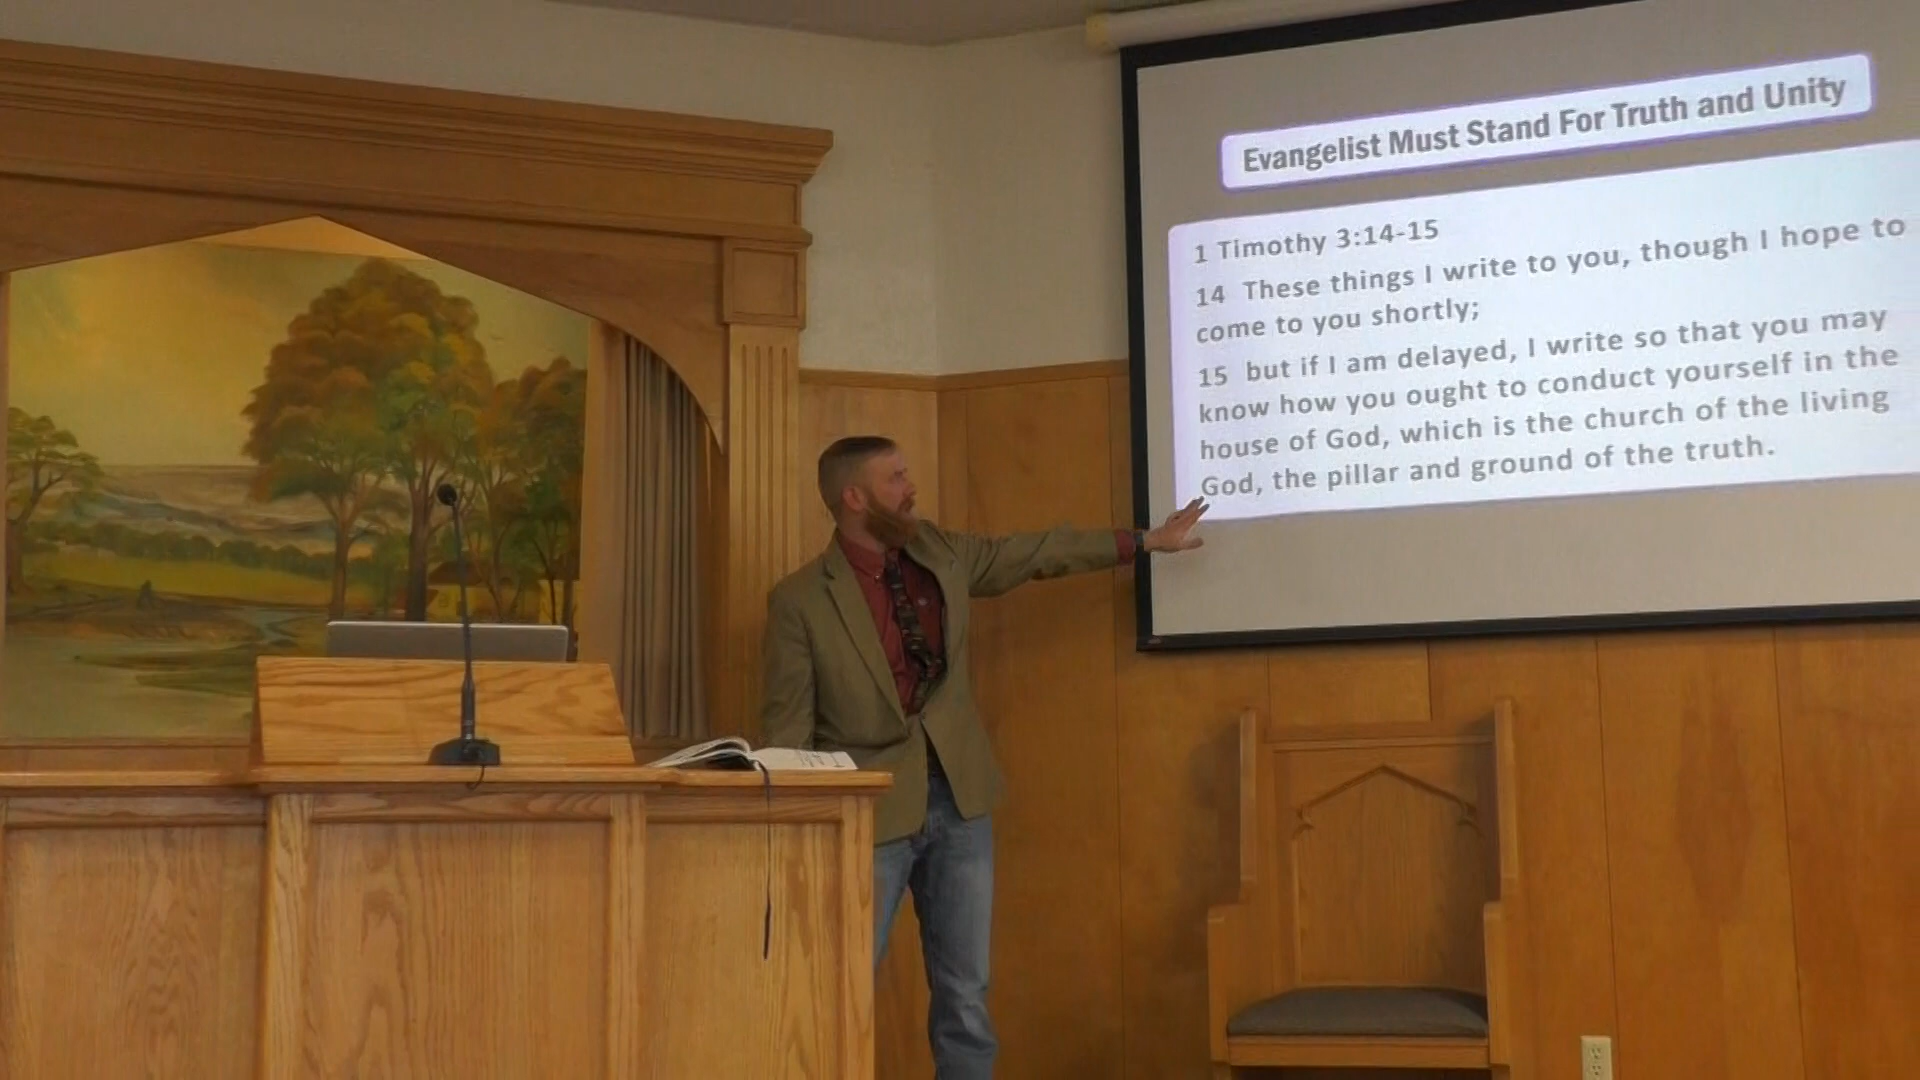 Evangelist Must Stand For Truth and Unity
1 Timothy 3:14-15
14 These things I write to you, though I hope to
come to you shortly;
15 but if I am delayed, I write so that you may
know how you ought to conduct yourself in the
house of God, which is the church of the living
God, the pillar and ground of the truth.